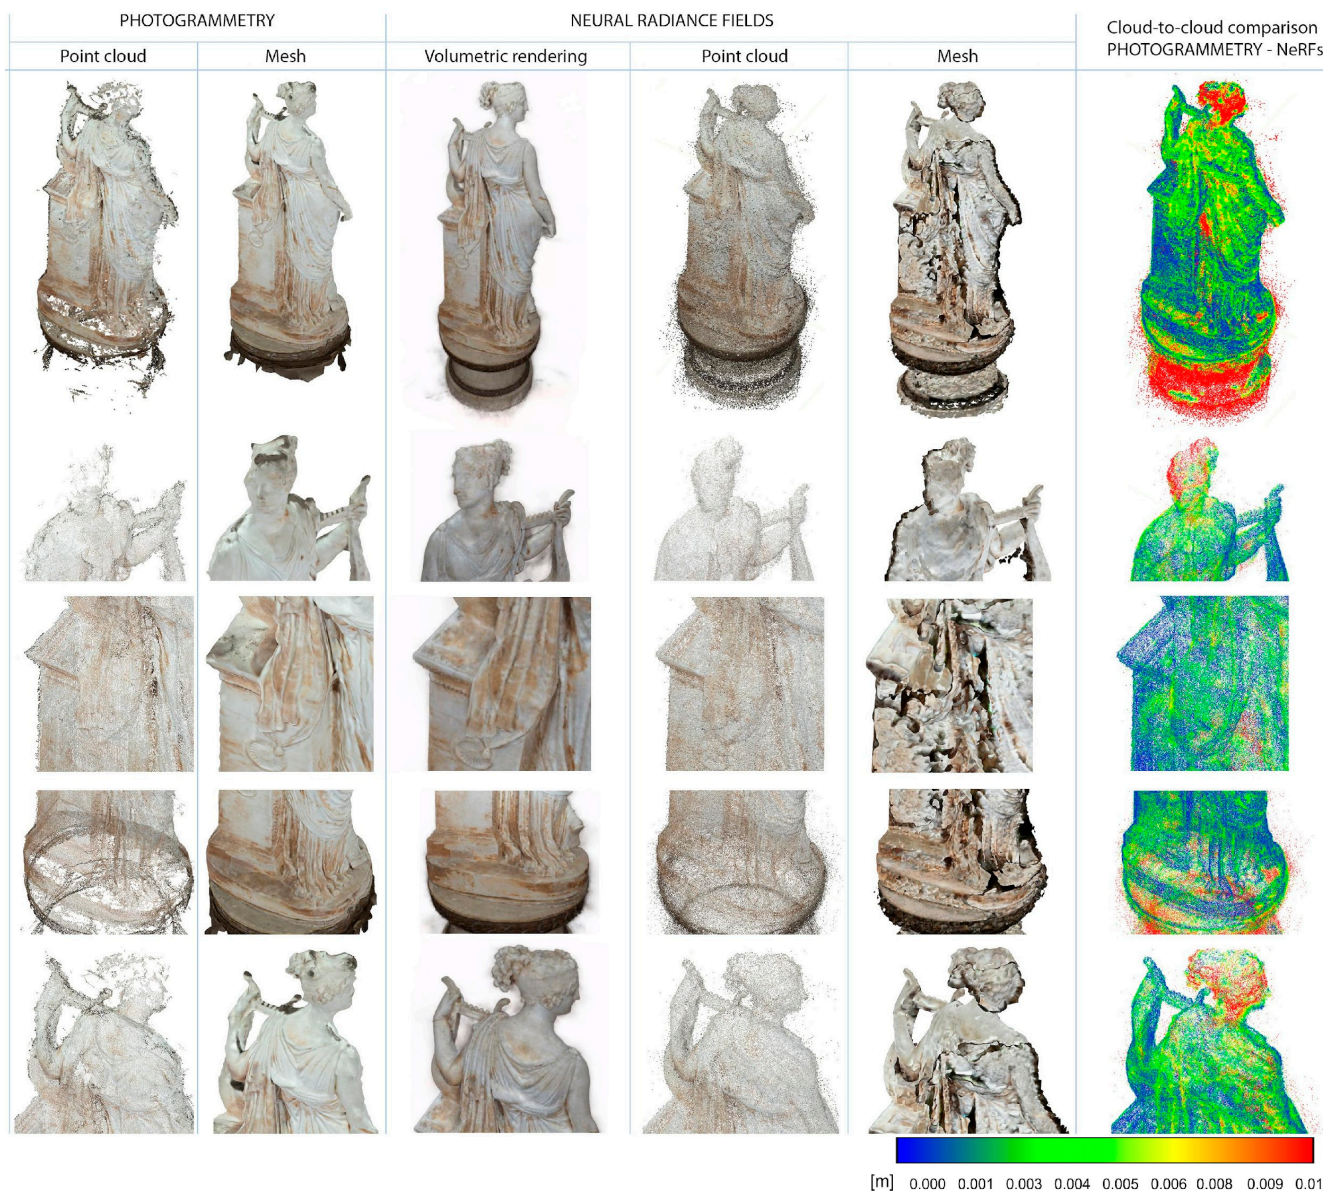 PHOTOGRAMMETRY
NEURAL RADIANCE FIELDS
Cloud-to-cloud comparison
PHOTOGRAMMETRY - NeRFs
Point cloud
Mesh
Volumetric rendering
Point cloud
Mesh
[m] 0.000 0.001 0.003 0.004 0.005 0.006 0.008 0.009 0.01